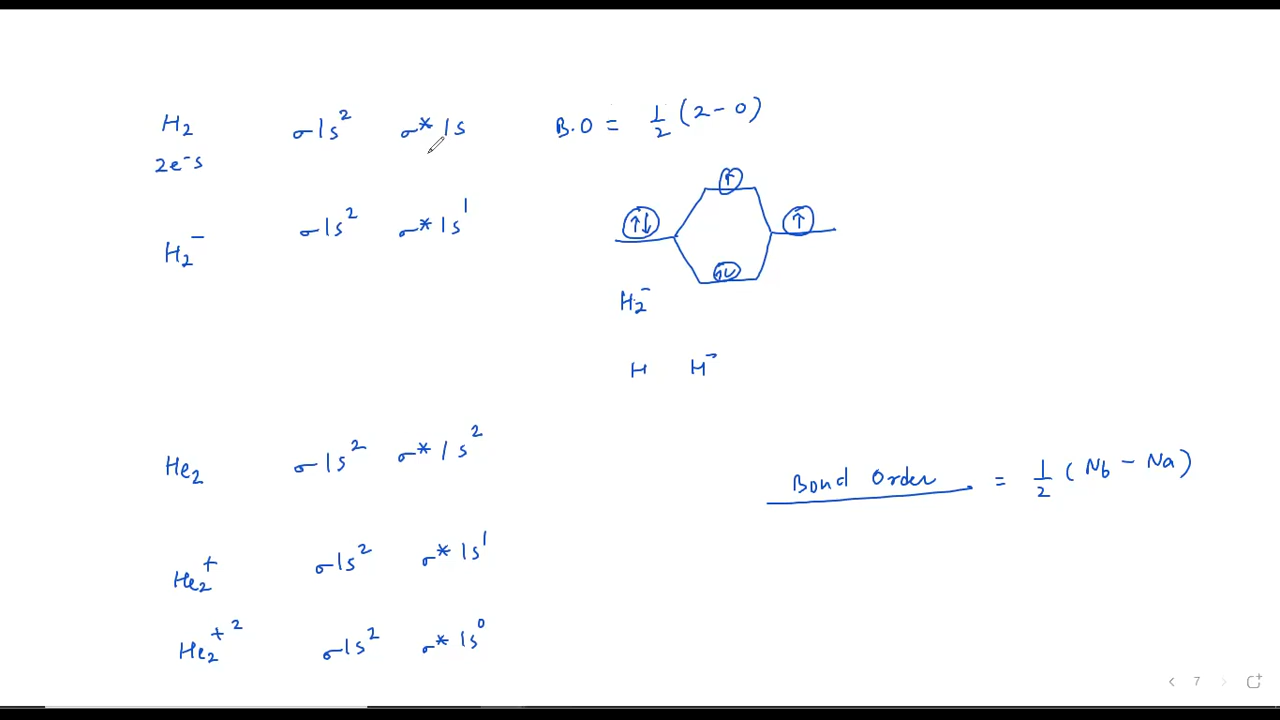 H₂ σ1s² σ*1s B.O = 1/2 (2 - 0)
2e⁻s
↑
H₂⁻ σ1s² σ*1s¹ ↑↓ ↑
↑↓
H₂⁻
H H⁻
He₂ σ1s² σ*1s²
Bond Order = 1/2 (Nb - Na)
He₂⁺ σ1s² σ*1s¹
He₂⁺² σ1s² σ*1s⁰
< 7 >